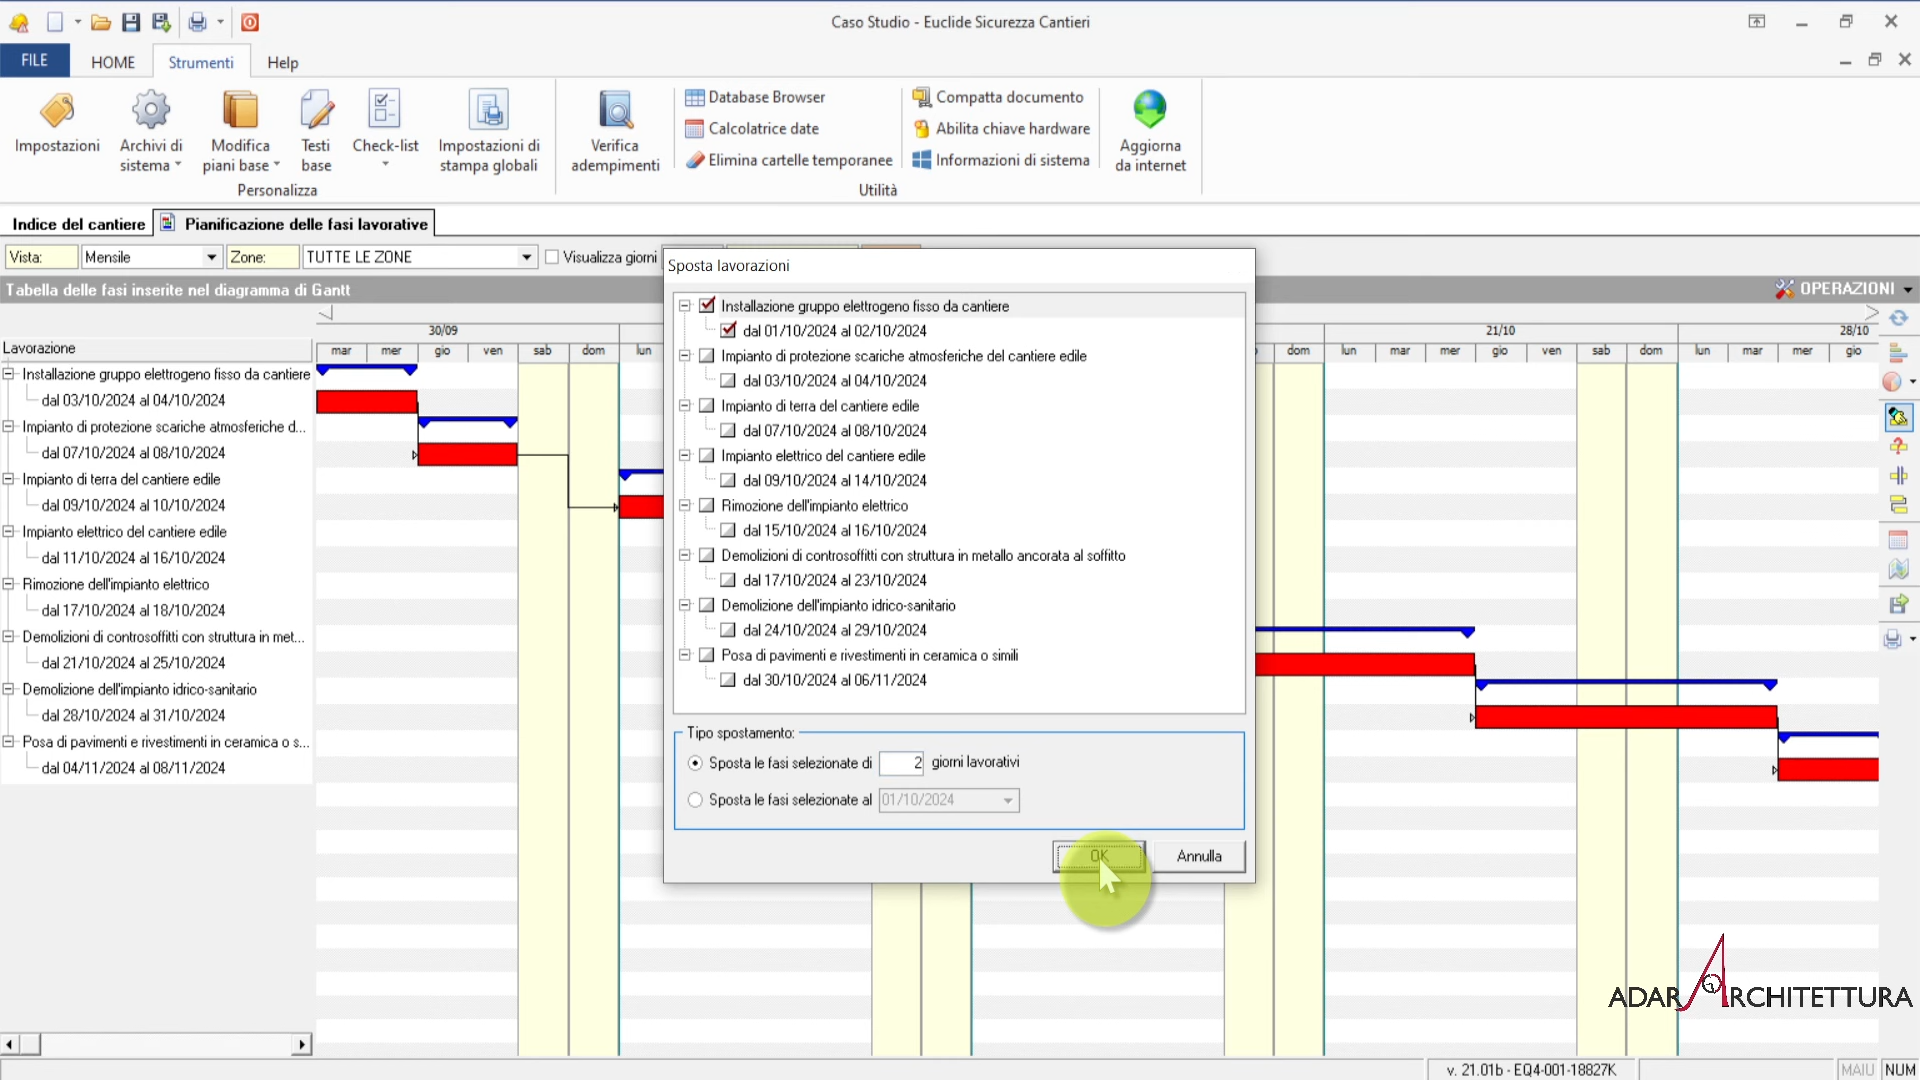 Caso Studio - Euclide Sicurezza Cantieri
FILE HOME Strumenti Help
Impostazioni
Archivi di sistema
Modifica piani base
Testi base
Check-list
Impostazioni di stampa globali
Personalizza
Verifica adempimenti
Database Browser
Calcolatrice date
Elimina cartelle temporanee
Compatta documento
Abilita chiave hardware
Informazioni di sistema
Utilità
Aggiorna da internet
Indice del cantiere Pianificazione delle fasi lavorative
Vista: Mensile Zone: TUTTE LE ZONE Visualizza giorni
Tabella delle fasi inserite nel diagramma di Gantt OPERAZIONI
30/09 21/10 28/10
Lavorazione
mar mer gio ven sab dom lun dom lun mar mer gio ven sab dom lun mar mer gio
Installazione gruppo elettrogeno fisso da cantiere
dal 03/10/2024 al 04/10/2024
Impianto di protezione scariche atmosferiche d...
dal 07/10/2024 al 08/10/2024
Impianto di terra del cantiere edile
dal 09/10/2024 al 10/10/2024
Impianto elettrico del cantiere edile
dal 11/10/2024 al 16/10/2024
Rimozione dell'impianto elettrico
dal 17/10/2024 al 18/10/2024
Demolizioni di controsoffitti con struttura in met...
dal 21/10/2024 al 25/10/2024
Demolizione dell'impianto idrico-sanitario
dal 28/10/2024 al 31/10/2024
Posa di pavimenti e rivestimenti in ceramica o s...
dal 04/11/2024 al 08/11/2024
Sposta lavorazioni
Installazione gruppo elettrogeno fisso da cantiere
dal 01/10/2024 al 02/10/2024
Impianto di protezione scariche atmosferiche del cantiere edile
dal 03/10/2024 al 04/10/2024
Impianto di terra del cantiere edile
dal 07/10/2024 al 08/10/2024
Impianto elettrico del cantiere edile
dal 09/10/2024 al 14/10/2024
Rimozione dell'impianto elettrico
dal 15/10/2024 al 16/10/2024
Demolizioni di controsoffitti con struttura in metallo ancorata al soffitto
dal 17/10/2024 al 23/10/2024
Demolizione dell'impianto idrico-sanitario
dal 24/10/2024 al 29/10/2024
Posa di pavimenti e rivestimenti in ceramica o simili
dal 30/10/2024 al 06/11/2024
Tipo spostamento:
Sposta le fasi selezionate di 2 giorni lavorativi
Sposta le fasi selezionate al 01/10/2024
OK Annulla
ADARARCHITETTURA
v. 21.01b - EQ4-001-18827K MAIU NUM